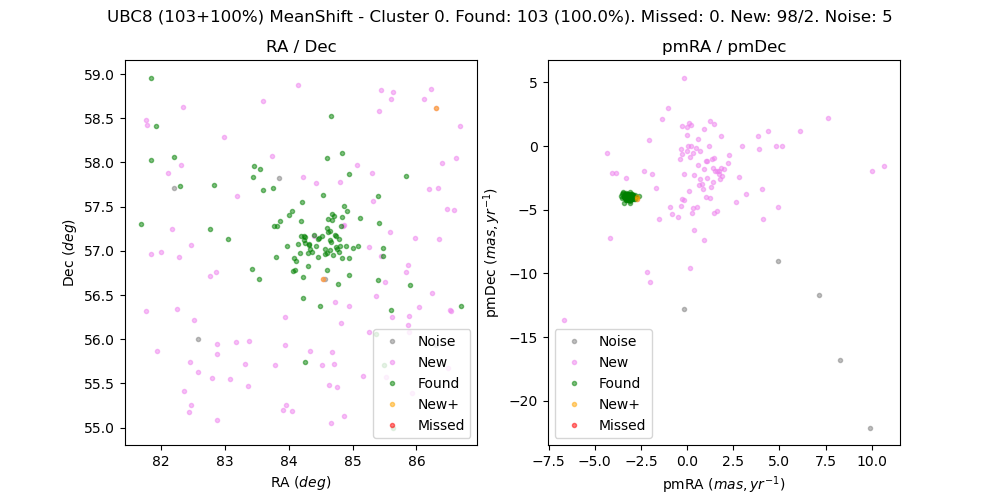 UBC8 (103+100%) MeanShift - Cluster 0. Found: 103 (100.0%). Missed: 0. New: 98/2. Noise: 5
RA / Dec
59.0
58.5
58.0
57.5
57.0
56.5
56.0
55.5
55.0
Dec (deg)
82
83
84
85
86
RA (deg)
Noise
New
Found
New+
Missed
pmRA / pmDec
5
0
−5
−10
−15
−20
pmDec (mas, yr⁻¹)
−7.5
−5.0
−2.5
0.0
2.5
5.0
7.5
10.0
pmRA (mas, yr⁻¹)
Noise
New
Found
New+
Missed